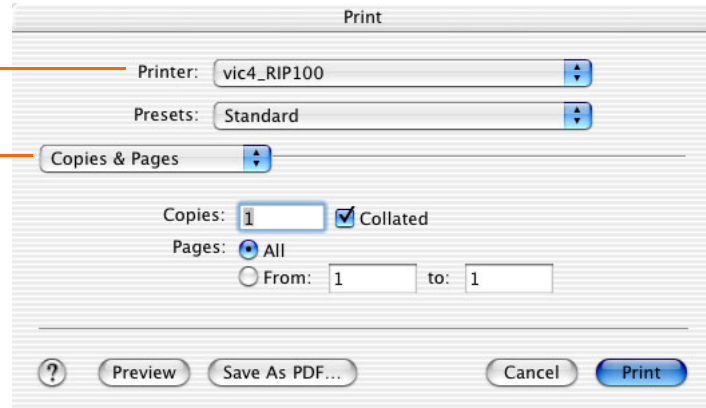 Print
Printer: vic4_RIP100
Presets: Standard
Copies & Pages
Copies: 1 Collated
Pages: All
From: 1 to: 1
? Preview Save As PDF... Cancel Print